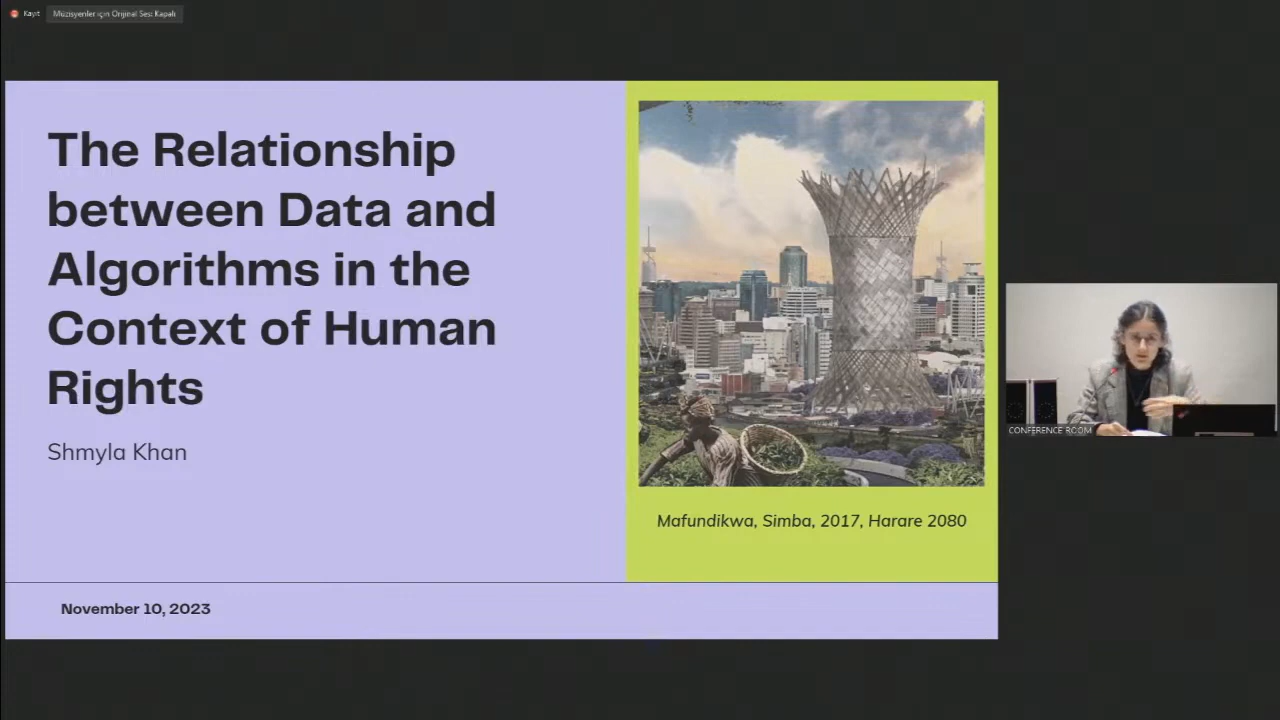 Kayıt
Müzisyenler için Orijinal Sesi Kapalı
The Relationship
between Data and
Algorithms in the
Context of Human
Rights
Shmyla Khan
Mafundikwa, Simba, 2017, Harare 2080
November 10, 2023
CONFERENCE ROOM